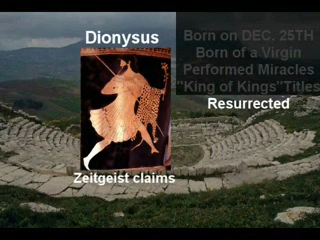 Dionysus
Born on DEC. 25TH
Born of a Virgin
Performed Miracles
"King of Kings"Titles
Resurrected
Zeitgeist claims